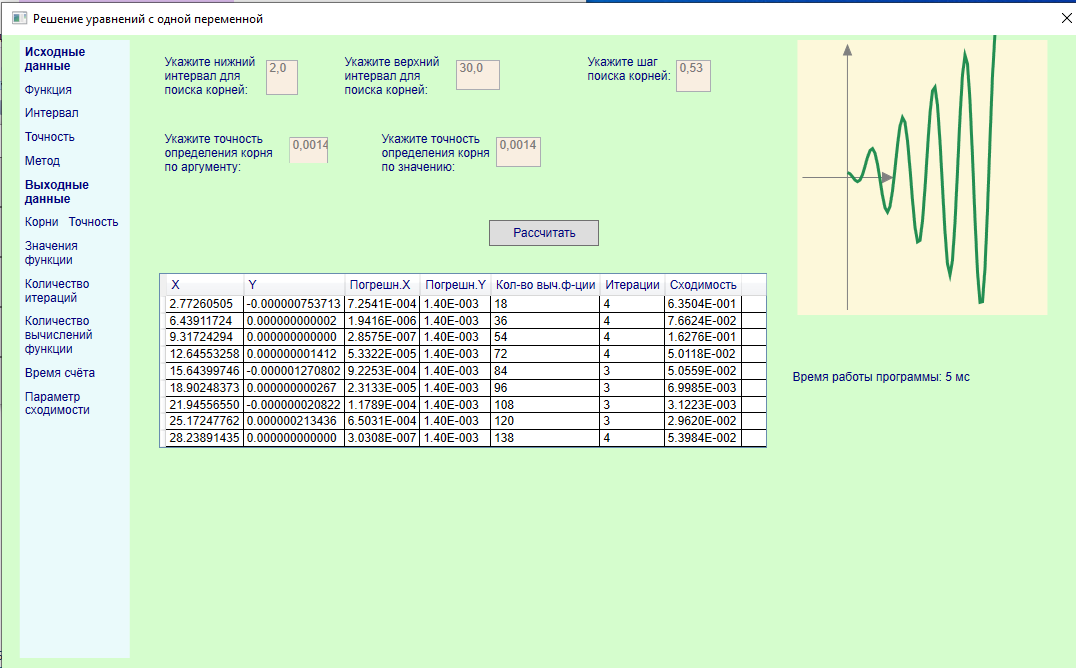 Решение уравнений с одной переменной
Исходные
данные
Функция
Интервал
Точность
Метод
Выходные
данные
Корни Точность
Значения
функции
Количество
итераций
Количество
вычислений
функции
Время счёта
Параметр
сходимости
Укажите нижний
интервал для
поиска корней:
2,0
Укажите верхний
интервал для
поиска корней:
30,0
Укажите шаг
поиска корней:
0,53
Укажите точность
определения корня
по аргументу:
0,0014
Укажите точность
определения корня
по значению:
0,0014
Рассчитать
X Y Погрешн.X Погрешн.Y Кол-во выч.ф-ции Итерации Сходимость
2.77260505 -0.000000753713 7.2541E-004 1.40E-003 18 4 6.3504E-001
6.43911724 0.000000000002 1.9416E-006 1.40E-003 36 4 7.6624E-002
9.31724294 0.000000000000 2.8575E-007 1.40E-003 54 4 1.6276E-001
12.64553258 0.000000001412 5.3322E-005 1.40E-003 72 4 5.0118E-002
15.64399746 -0.000001270802 9.2253E-004 1.40E-003 84 3 5.0559E-002
18.90248373 0.000000000267 2.3133E-005 1.40E-003 96 3 6.9985E-003
21.94556550 -0.000000020822 1.1789E-004 1.40E-003 108 3 3.1223E-003
25.17247762 0.000000213436 6.5031E-004 1.40E-003 120 3 2.9620E-002
28.23891435 0.000000000000 3.0308E-007 1.40E-003 138 4 5.3984E-002
Время работы программы: 5 мс